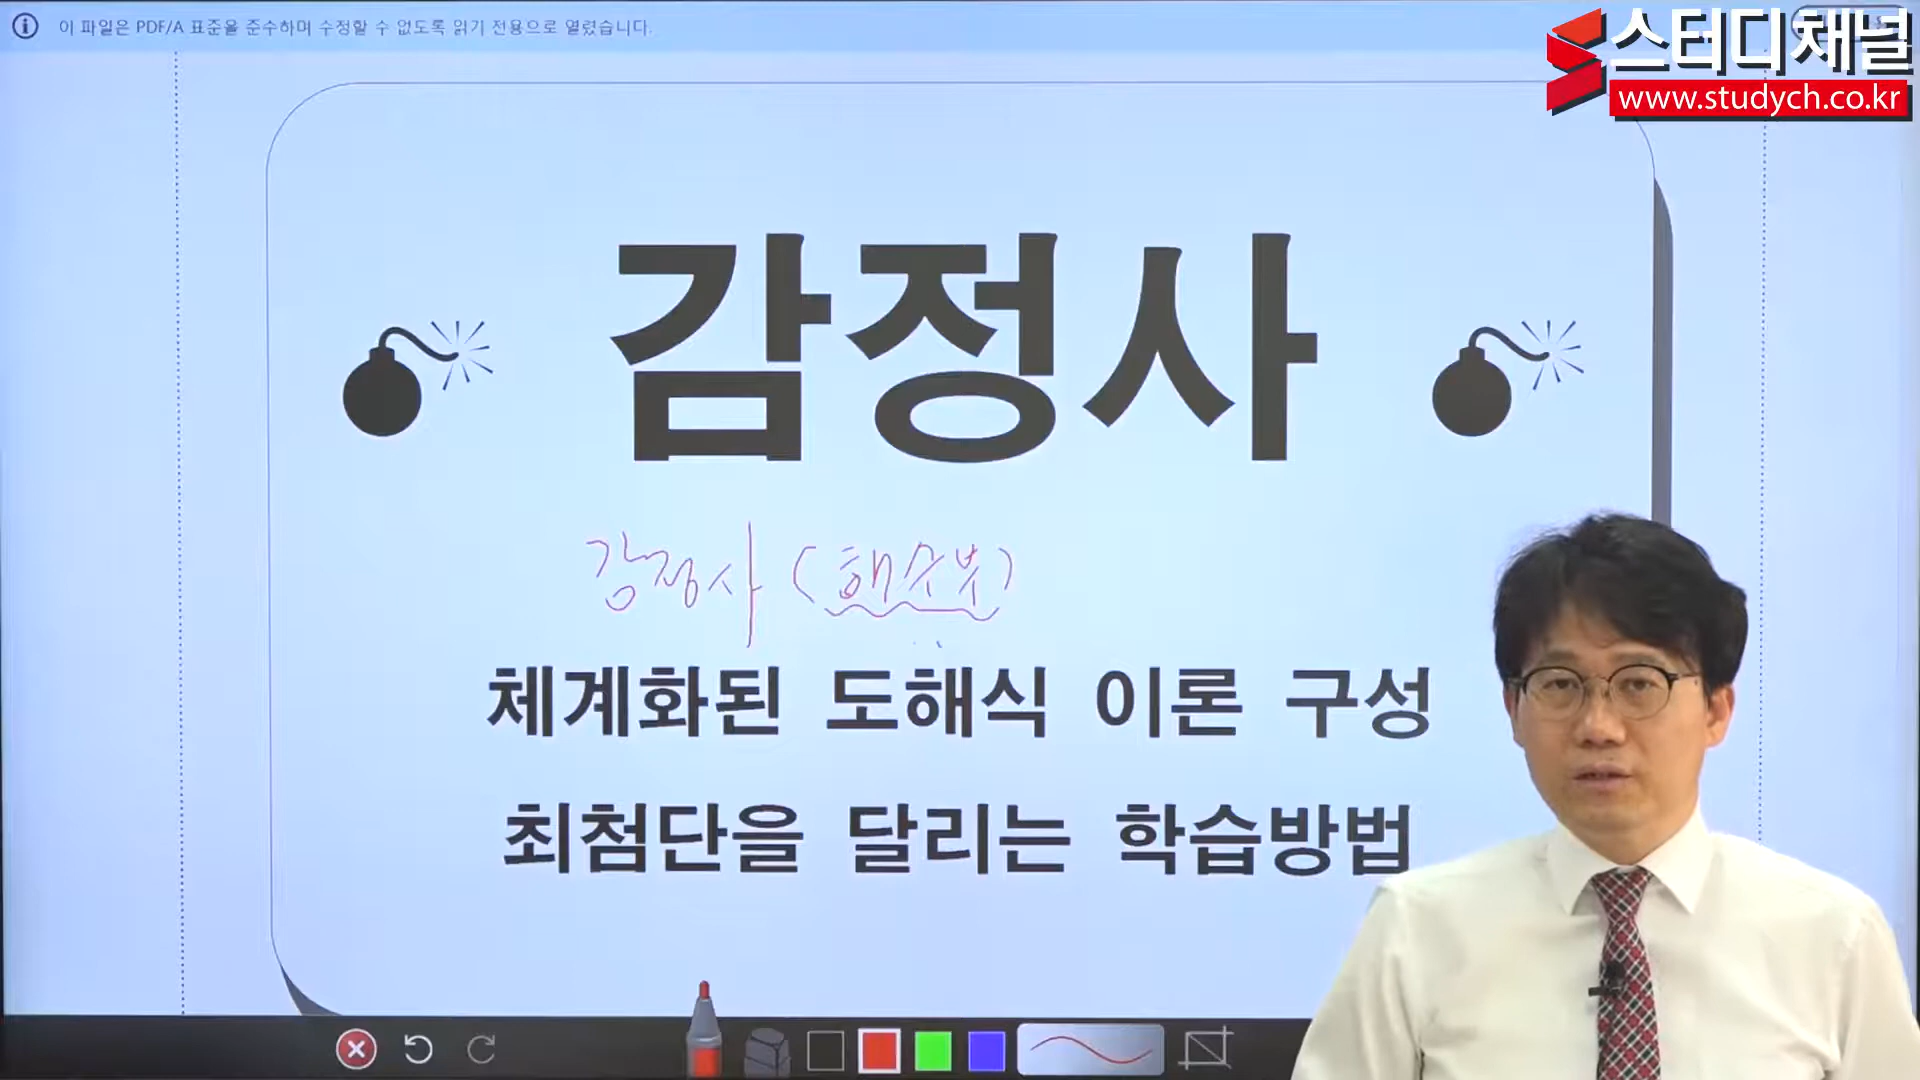 이 파일은 PDF/A 표준을 준수하며 수정할 수 없도록 읽기 전용으로 열렸습니다.
스터디채널
www.studych.co.kr
감정사
감정사 (해수부)
체계화된 도해식 이론 구성
최첨단을 달리는 학습방법